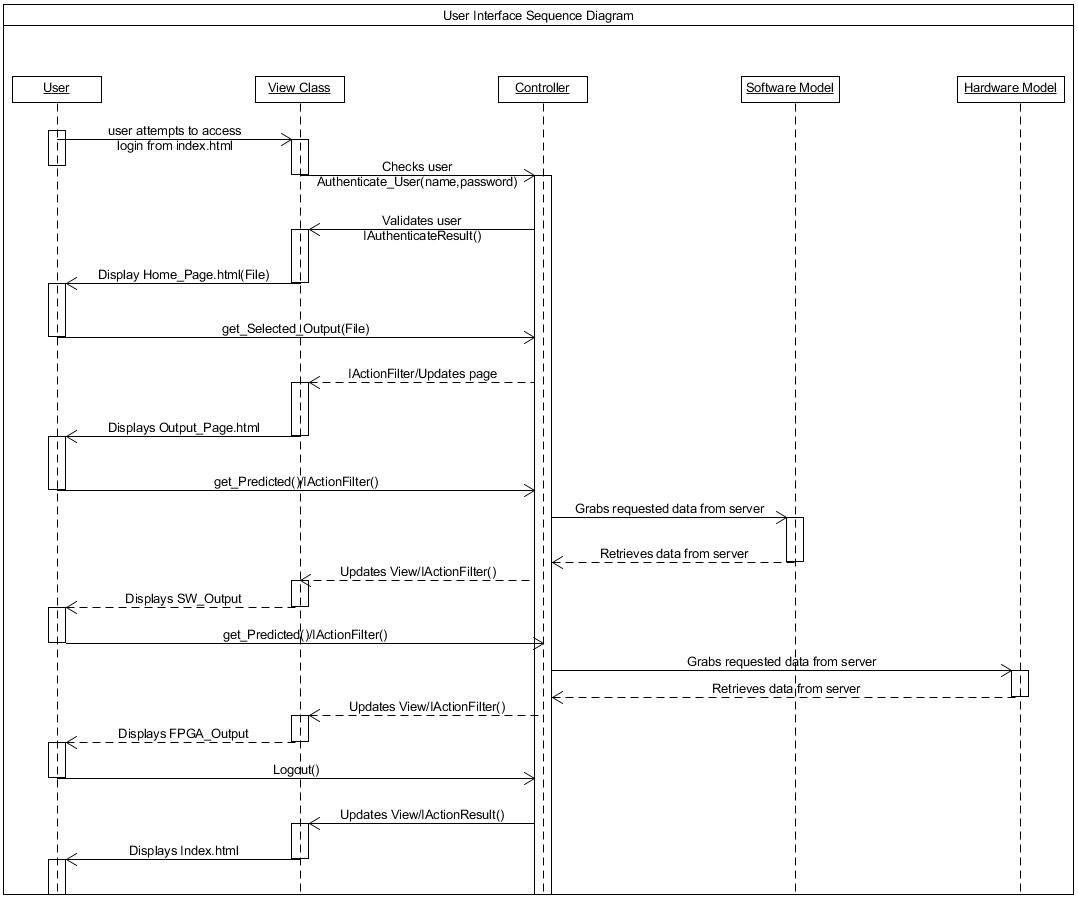 User Interface Sequence Diagram
User
View Class
Controller
Software Model
Hardware Model
user attempts to access
login from index.html
Checks user
Authenticate_User(name,password)
Validates user
IAuthenticateResult()
Display Home_Page.html(File)
get_Selected_Output(File)
IActionFilter/Updates page
Displays Output_Page.html
get_Predicted()/IActionFilter()
Grabs requested data from server
Retrieves data from server
Updates View/IActionFilter()
Displays SW_Output
get_Predicted()/IActionFilter()
Grabs requested data from server
Retrieves data from server
Updates View/IActionFilter()
Displays FPGA_Output
Logout()
Updates View/IActionResult()
Displays Index.html